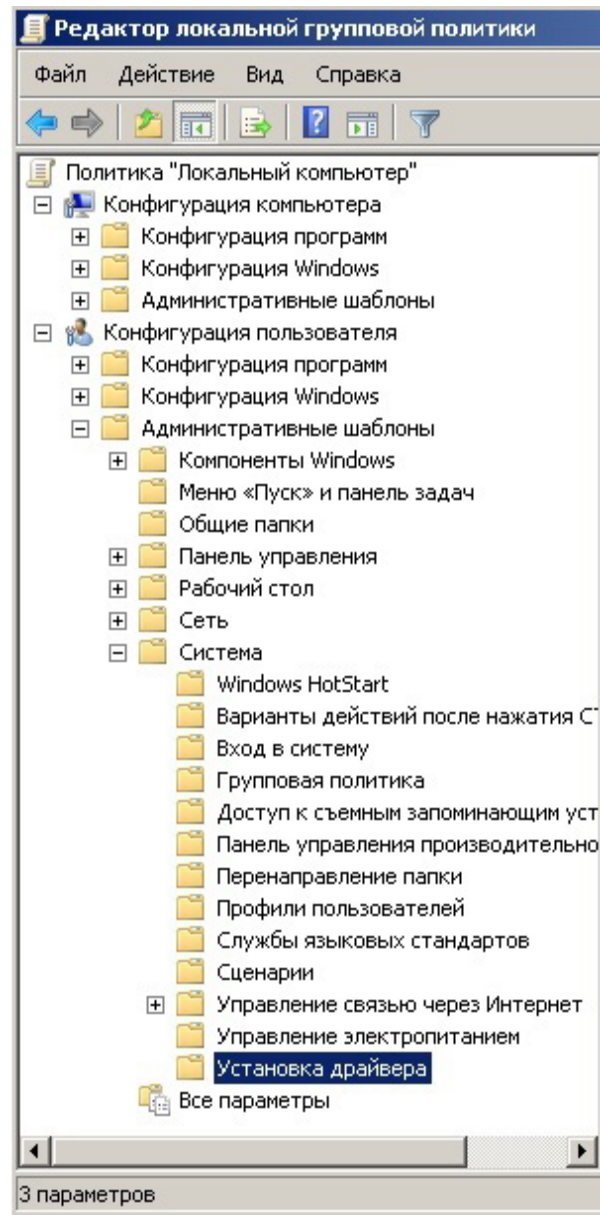 Редактор локальной групповой политики
Файл Действие Вид Справка
Политика "Локальный компьютер"
Конфигурация компьютера
Конфигурация программ
Конфигурация Windows
Административные шаблоны
Конфигурация пользователя
Конфигурация программ
Конфигурация Windows
Административные шаблоны
Компоненты Windows
Меню «Пуск» и панель задач
Общие папки
Панель управления
Рабочий стол
Сеть
Система
Windows HotStart
Варианты действий после нажатия CT
Вход в систему
Групповая политика
Доступ к съемным запоминающим уст
Панель управления производительно
Перенаправление папки
Профили пользователей
Службы языковых стандартов
Сценарии
Управление связью через Интернет
Управление электропитанием
Установка драйвера
Все параметры
3 параметров